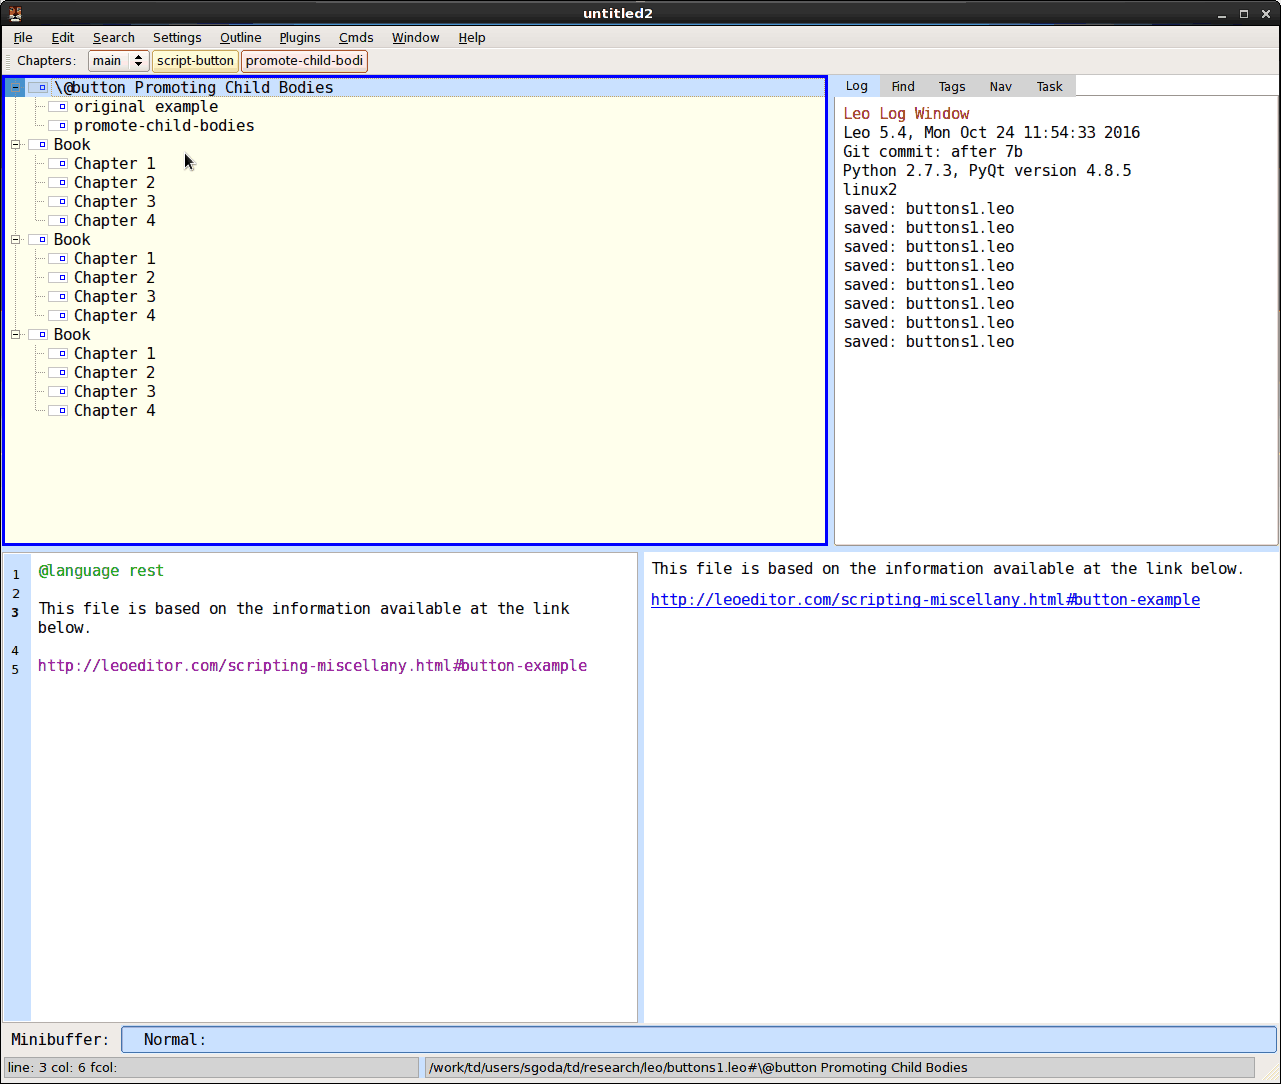 untitled2
File Edit Search Settings Outline Plugins Cmds Window Help
Chapters: main script-button promote-child-bodi
\@button Promoting Child Bodies
original example
promote-child-bodies
Book
Chapter 1
Chapter 2
Chapter 3
Chapter 4
Book
Chapter 1
Chapter 2
Chapter 3
Chapter 4
Book
Chapter 1
Chapter 2
Chapter 3
Chapter 4
Log Find Tags Nav Task
Leo Log Window
Leo 5.4, Mon Oct 24 11:54:33 2016
Git commit: after 7b
Python 2.7.3, PyQt version 4.8.5
linux2
saved: buttons1.leo
saved: buttons1.leo
saved: buttons1.leo
saved: buttons1.leo
saved: buttons1.leo
saved: buttons1.leo
saved: buttons1.leo
saved: buttons1.leo
1 @language rest
2
3 This file is based on the information available at the link
below.
4
5 http://leoeditor.com/scripting-miscellany.html#button-example
This file is based on the information available at the link below.
http://leoeditor.com/scripting-miscellany.html#button-example
Minibuffer: Normal:
line: 3 col: 6 fcol:
/work/td/users/sgoda/td/research/leo/buttons1.leo#\@button Promoting Child Bodies